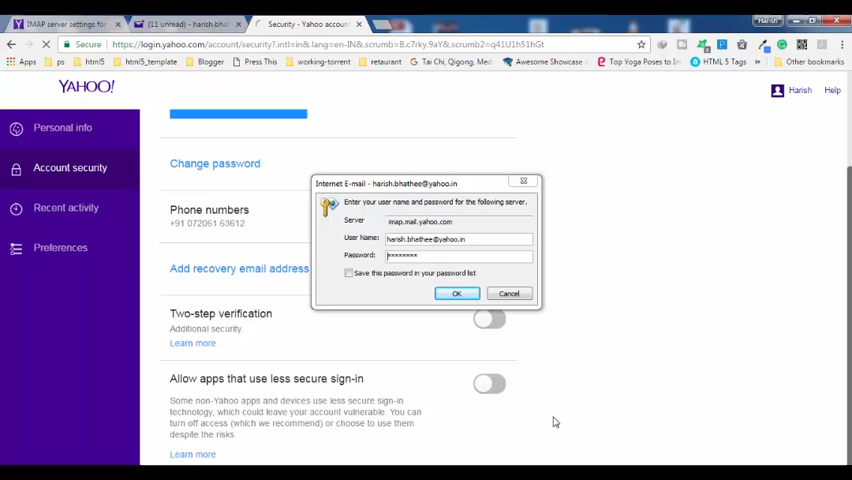 IMAP server settings for
(11 unread) - harish.bhat
Security - Yahoo account
Harish
Secure
https://login.yahoo.com/account/security?.intl=in&.lang=en-IN&.scrumb=8.c7rky.9aY&.scrumb2=q41U1h51hGt
Apps ps html5 html5_template Blogger Press This working-torrent retaurant Tai Chi, Qigong, Me Awesome Showcase Top Yoga Poses to Im HTML 5 Tags » Other bookmarks
YAHOO!
Harish Help
Personal info
Account security
Recent activity
Preferences
Change password
Phone numbers
+91 072061 63612
Add recovery email address
Two-step verification
Additional security.
Learn more
Allow apps that use less secure sign-in
Some non-Yahoo apps and devices use less secure sign-in
technology, which could leave your account vulnerable. You can
turn off access (which we recommend) or choose to use them
despite the risks.
Learn more
Internet E-mail - harish.bhathee@yahoo.in
Enter your user name and password for the following server.
Server imap.mail.yahoo.com
User Name: harish.bhathee@yahoo.in
Password: ********
Save this password in your password list
OK Cancel